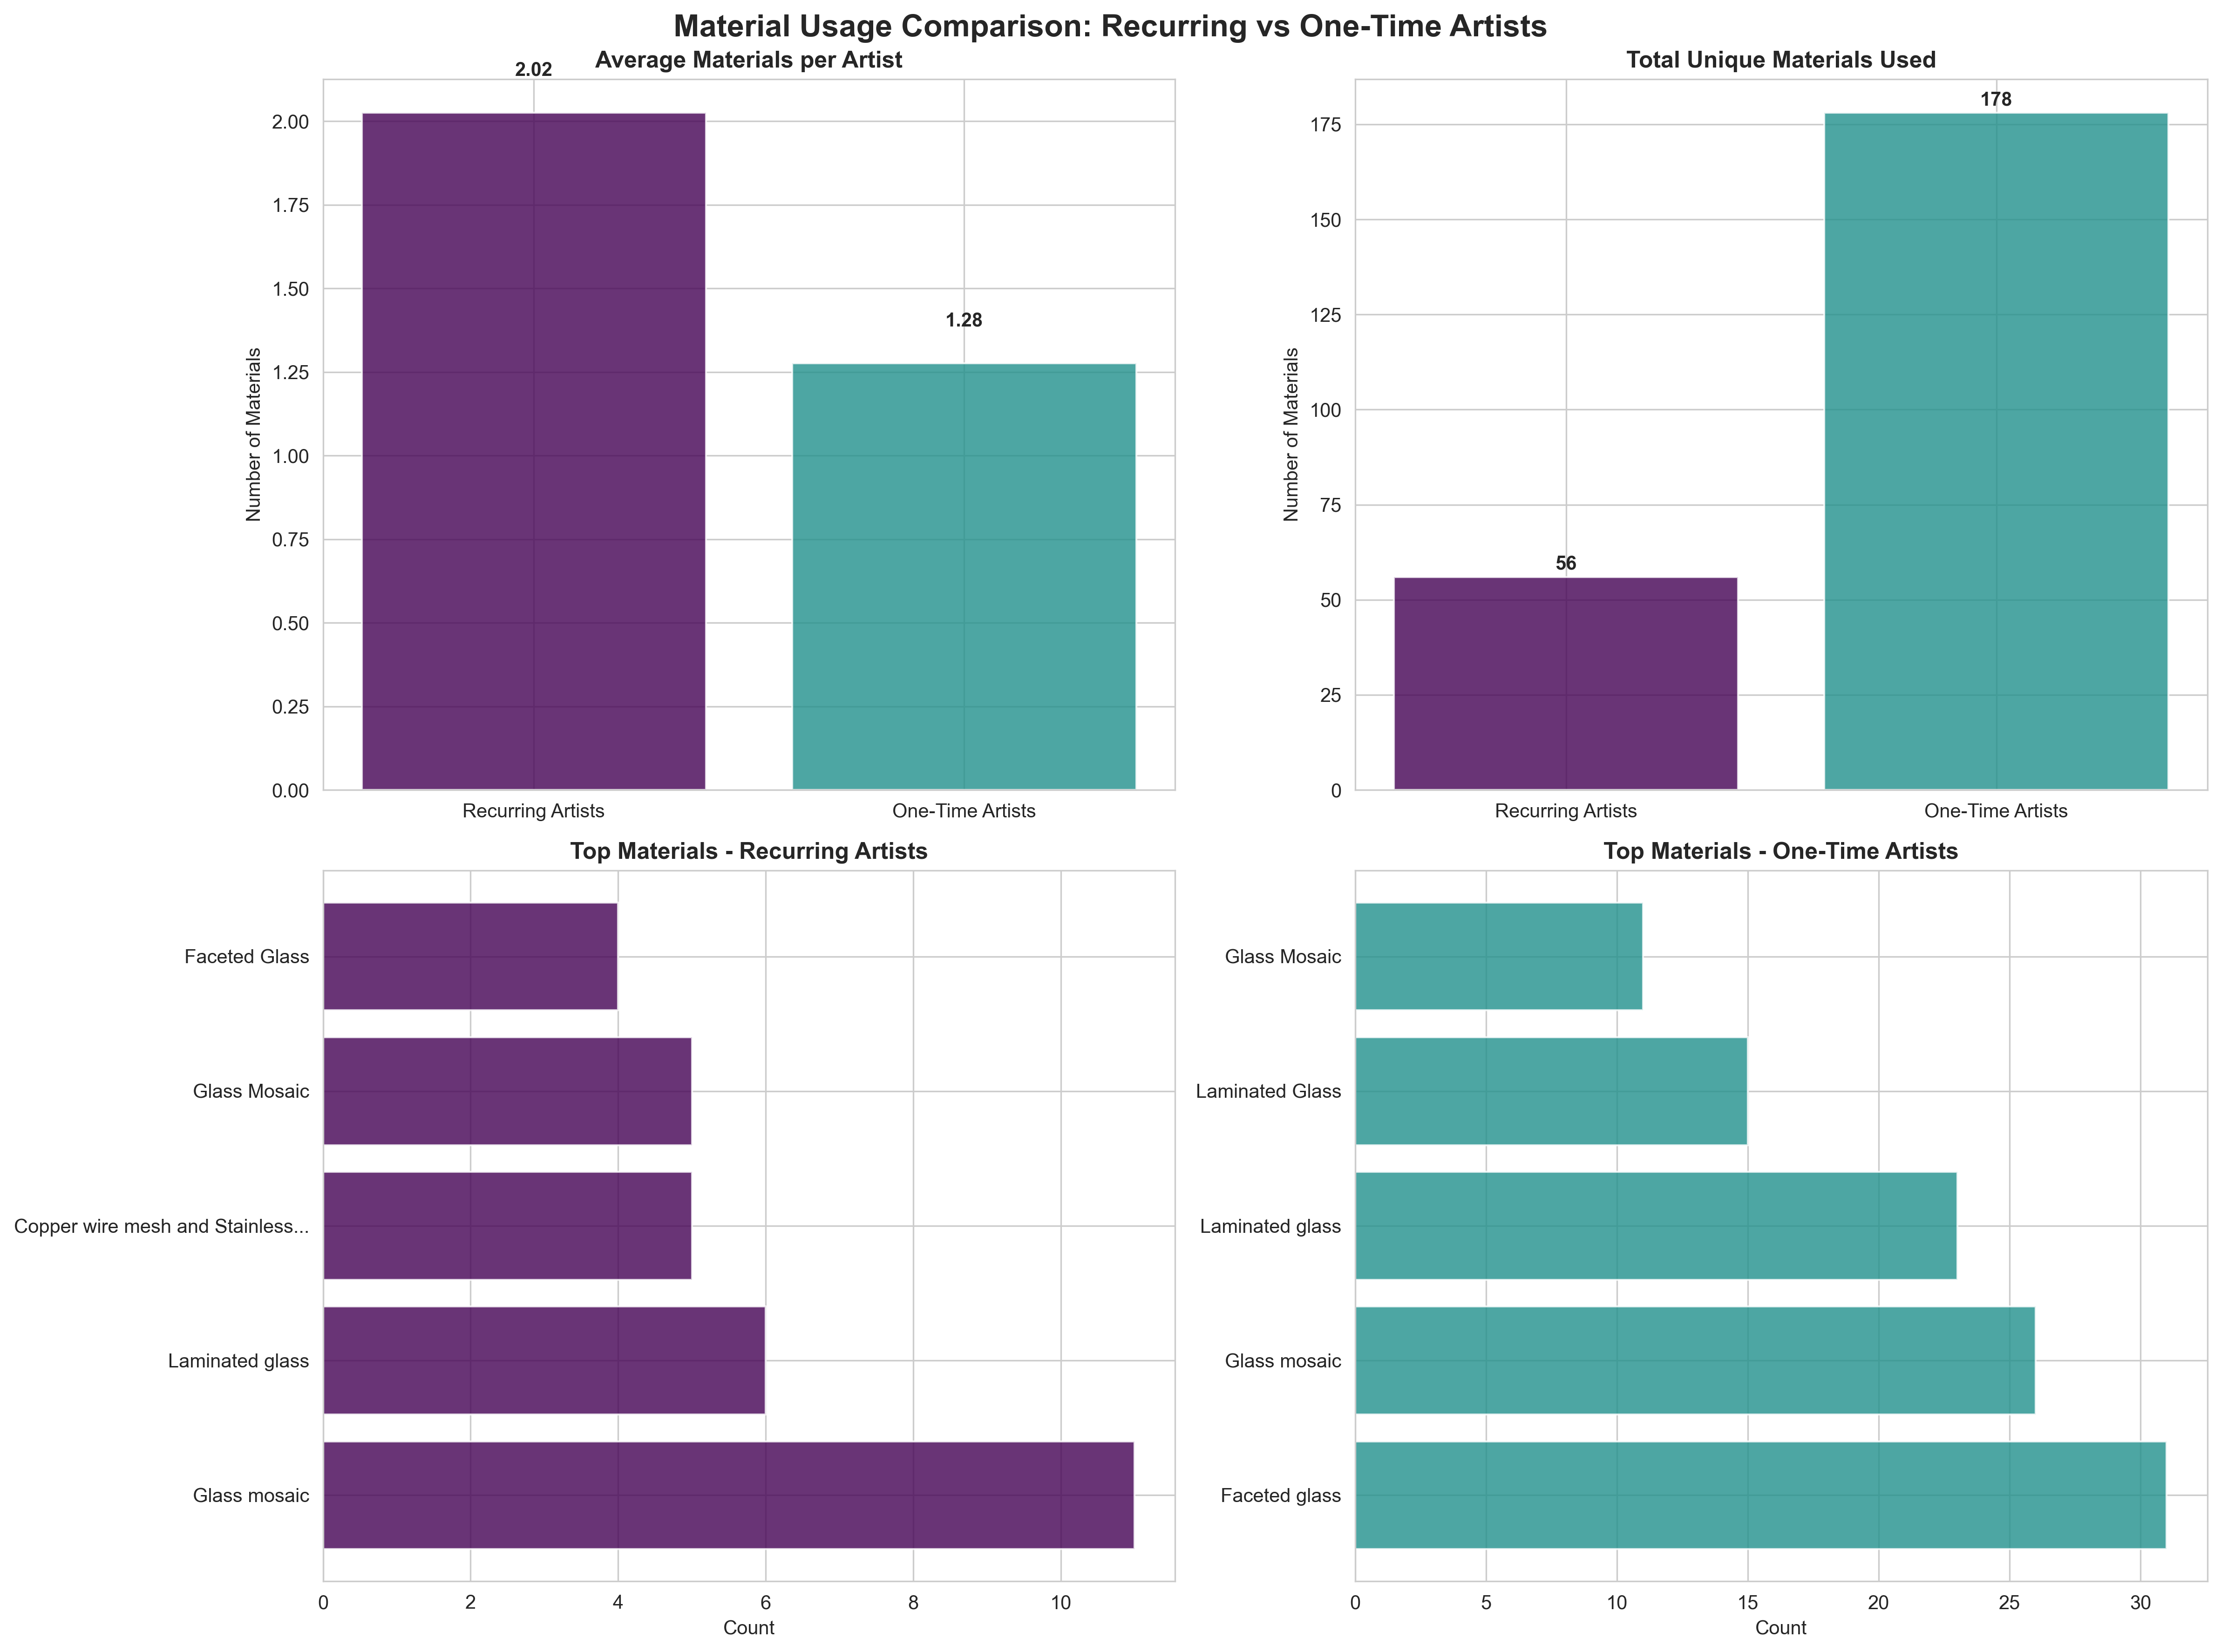 Material Usage Comparison: Recurring vs One-Time Artists
Average Materials per Artist
2.02
1.28
Number of Materials
2.00
1.75
1.50
1.25
1.00
0.75
0.50
0.25
0.00
Recurring Artists
One-Time Artists
Total Unique Materials Used
178
56
Number of Materials
175
150
125
100
75
50
25
0
Recurring Artists
One-Time Artists
Top Materials - Recurring Artists
Faceted Glass
Glass Mosaic
Copper wire mesh and Stainless...
Laminated glass
Glass mosaic
0 2 4 6 8 10
Count
Top Materials - One-Time Artists
Glass Mosaic
Laminated Glass
Laminated glass
Glass mosaic
Faceted glass
0 5 10 15 20 25 30
Count